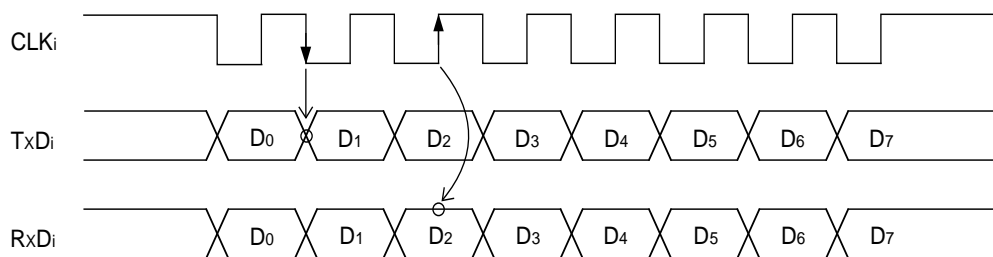 CLKi
TXDi D0 D1 D2 D3 D4 D5 D6 D7
RXDi D0 D1 D2 D3 D4 D5 D6 D7